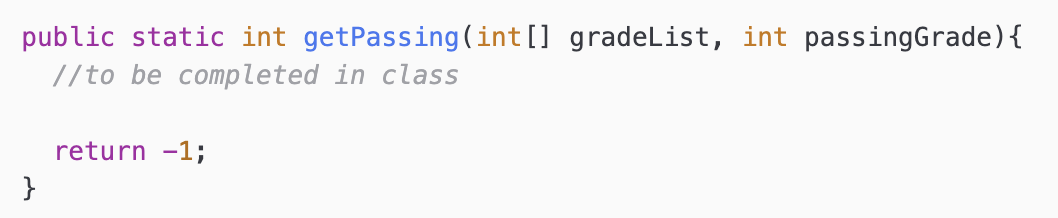 public static int getPassing(int[] gradeList, int passingGrade){
  //to be completed in class

  return -1;
}